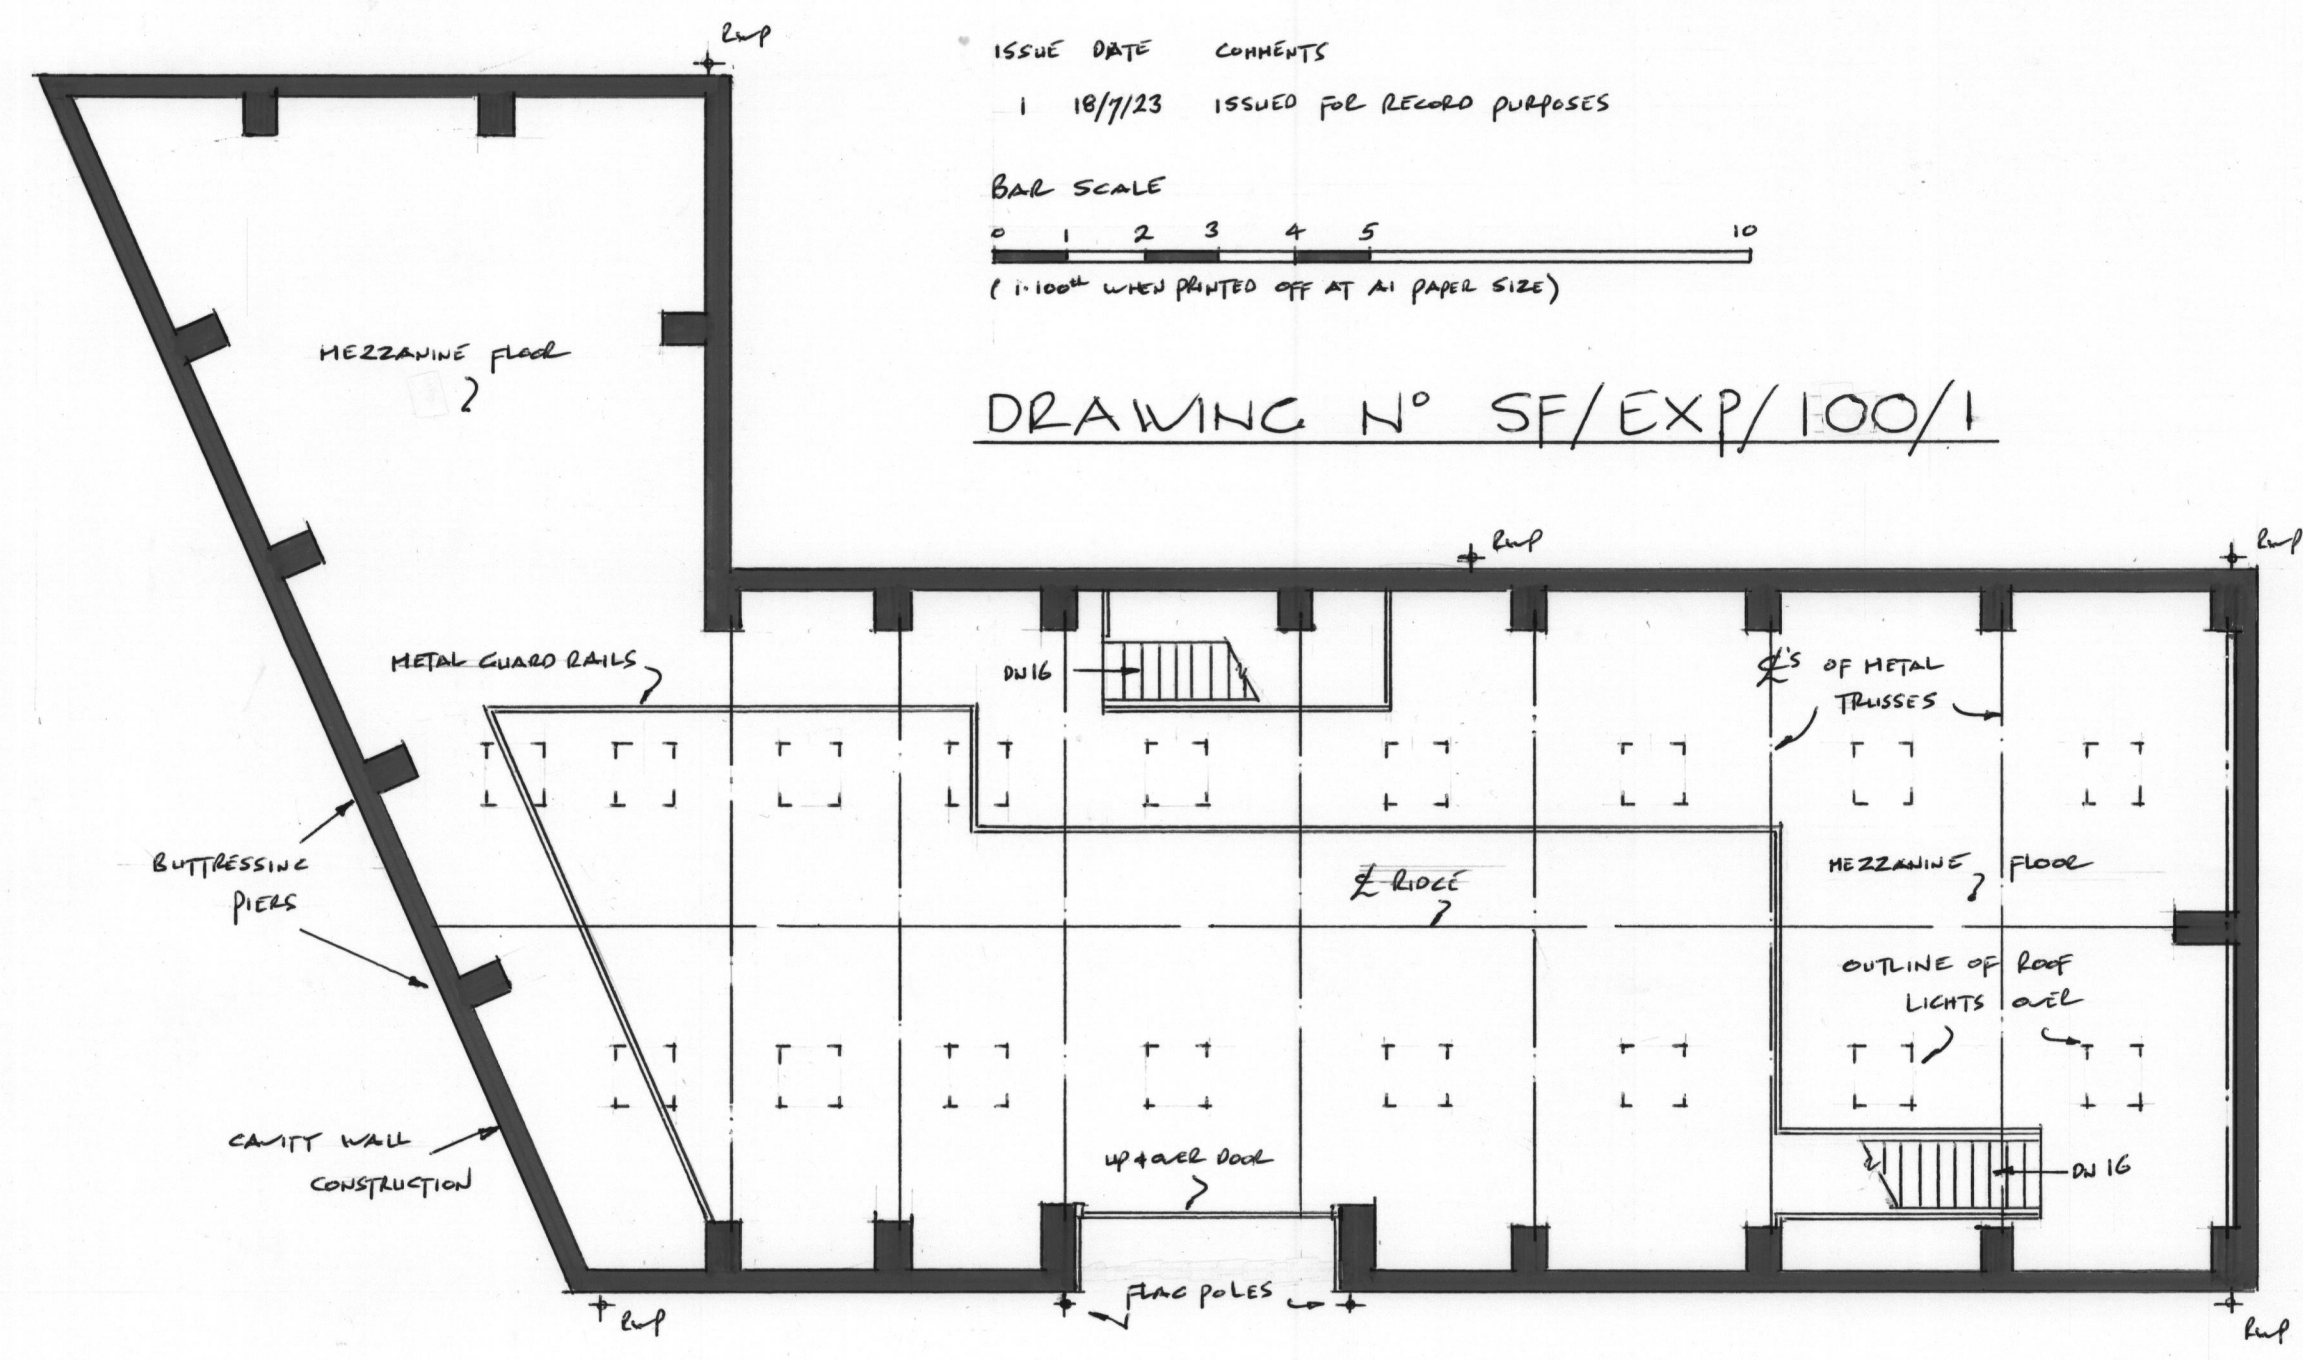 RWP
ISSUE DATE COMMENTS
1 18/7/23 ISSUED FOR RECORD PURPOSES
BAR SCALE
0 1 2 3 4 5 10
(1:100th WHEN PRINTED OFF AT A1 PAPER SIZE)
MEZZANINE FLOOR
DRAWING No SF/EXP/100/1
RWP
RWP
METAL GUARD RAILS
DN 16
℄'S OF METAL
TRUSSES
BUTTRESSING
PIERS
℄ RIDGE
MEZZANINE FLOOR
OUTLINE OF ROOF
LIGHTS OVER
CAVITY WALL
CONSTRUCTION
UP & OVER DOOR
DN 16
FLAG POLES
RWP
RWP